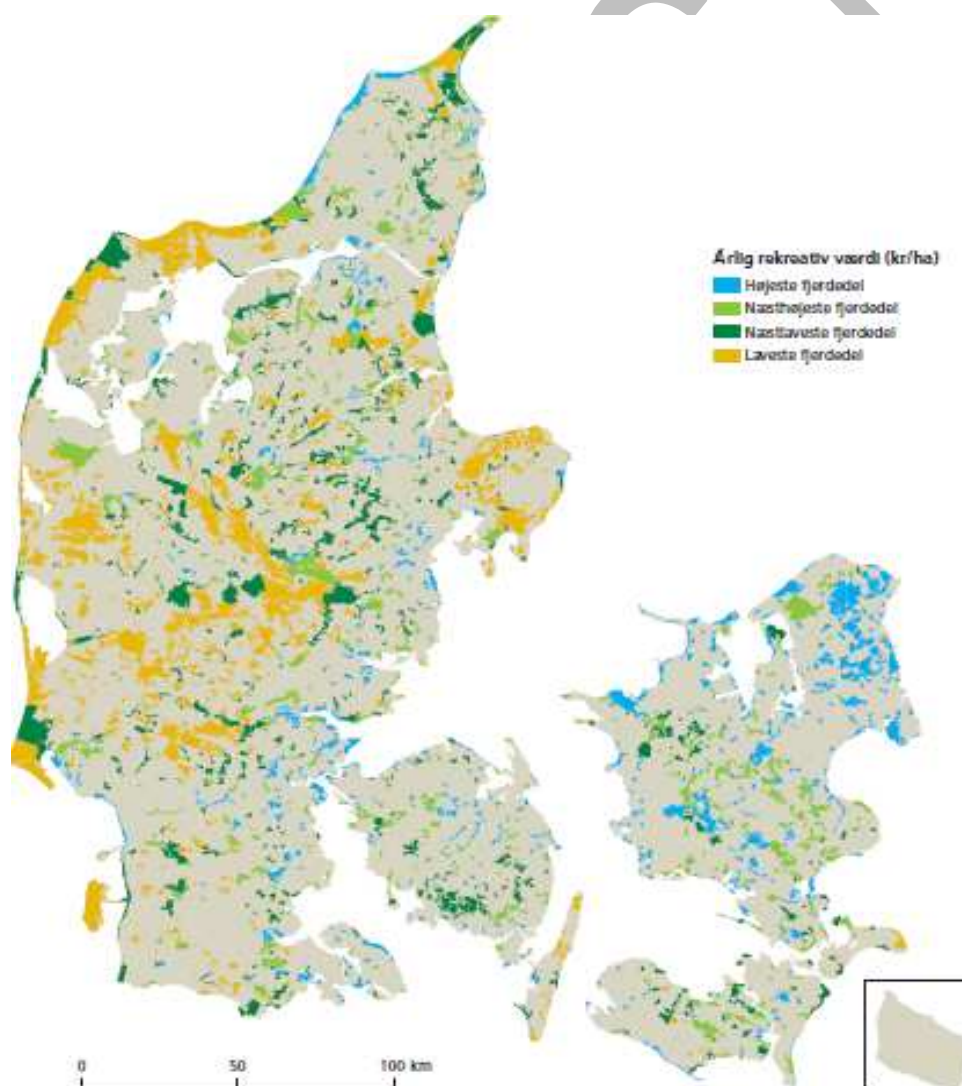 Årlig rekreativ værdi (kr/ha)
Højeste fjerdedel
Næsthøjeste fjerdedel
Næstlaveste fjerdedel
Laveste fjerdedel
0 50 100 km